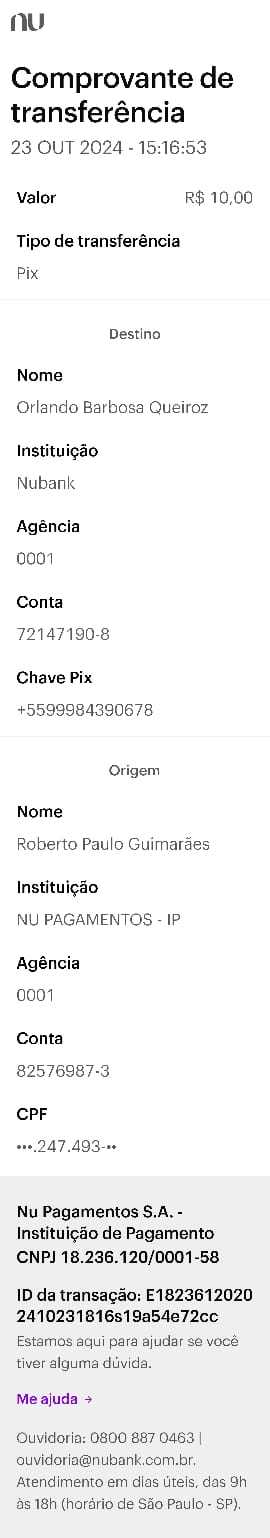 nu
Comprovante de
transferência
23 OUT 2024 - 15:16:53
Valor R$ 10,00
Tipo de transferência
Pix
Destino
Nome
Orlando Barbosa Queiroz
Instituição
Nubank
Agência
0001
Conta
72147190-8
Chave Pix
+5599984390678
Origem
Nome
Roberto Paulo Guimarães
Instituição
NU PAGAMENTOS - IP
Agência
0001
Conta
82576987-3
CPF
•••.247.493-••
Nu Pagamentos S.A. -
Instituição de Pagamento
CNPJ 18.236.120/0001-58
ID da transação: E1823612020
2410231816s19a54e72cc
Estamos aqui para ajudar se você
tiver alguma dúvida.
Me ajuda →
Ouvidoria: 0800 887 0463 |
ouvidoria@nubank.com.br.
Atendimento em dias úteis, das 9h
às 18h (horário de São Paulo - SP).